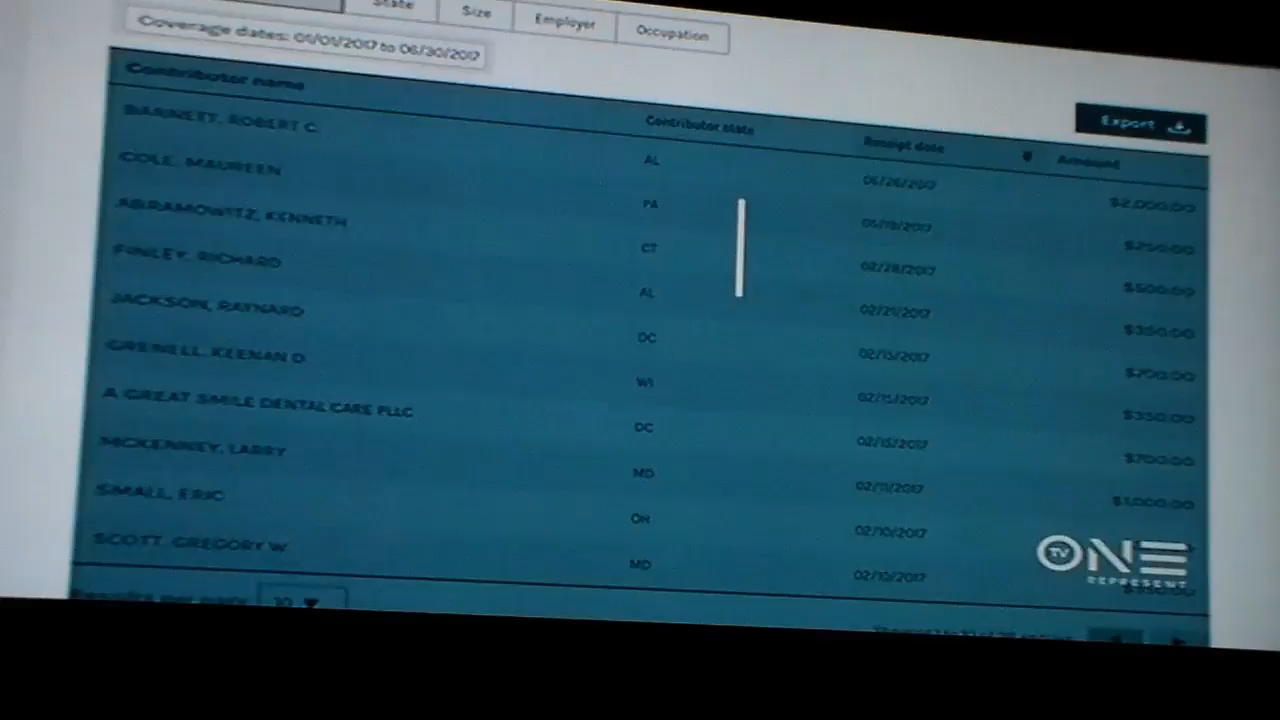 State Size Employer Occupation
Coverage dates: 01/01/2017 to 06/30/2017
Export
Contributor name Contributor state Receipt date Amount
BARNETT, ROBERT C. AL 06/26/2017 $2,000.00
COLE, MAUREEN PA 05/19/2017 $250.00
ABRAMOWITZ, KENNETH CT 02/28/2017 $500.00
FINLEY, RICHARD AL 02/21/2017 $350.00
JACKSON, RAYNARD DC 02/15/2017 $700.00
GREWELL, KEENAN D WI 02/15/2017 $350.00
A GREAT SMILE DENTAL CARE PLLC DC 02/15/2017 $700.00
MCKENNEY, LARRY MD 02/11/2017 $1,000.00
SMALL, ERIC OH 02/10/2017
SCOTT, GREGORY W MD 02/10/2017 $350.00
TV ONE
REPRESENT
10